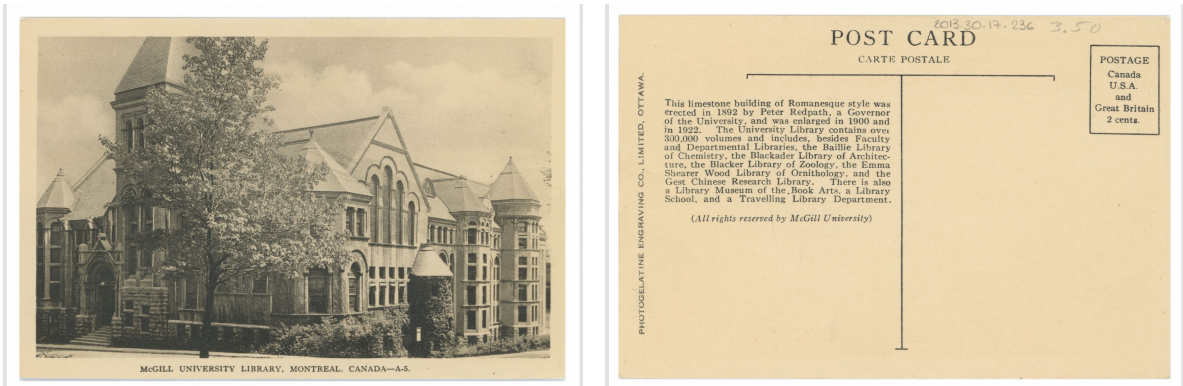 McGILL UNIVERSITY LIBRARY, MONTREAL. CANADA—A-5.
2013.30.17.236 3.50
POST CARD
CARTE POSTALE
POSTAGE
Canada
U.S.A.
and
Great Britain
2 cents.
PHOTOGELATINE ENGRAVING CO., LIMITED, OTTAWA.
This limestone building of Romanesque style was
erected in 1892 by Peter Redpath, a Governor
of the University, and was enlarged in 1900 and
in 1922. The University Library contains over
300,000 volumes and includes, besides Faculty
and Departmental Libraries, the Baillie Library
of Chemistry, the Blackader Library of Architec-
ture, the Blacker Library of Zoology, the Emma
Shearer Wood Library of Ornithology, and the
Gest Chinese Research Library. There is also
a Library Museum of the Book Arts, a Library
School, and a Travelling Library Department.
(All rights reserved by McGill University)